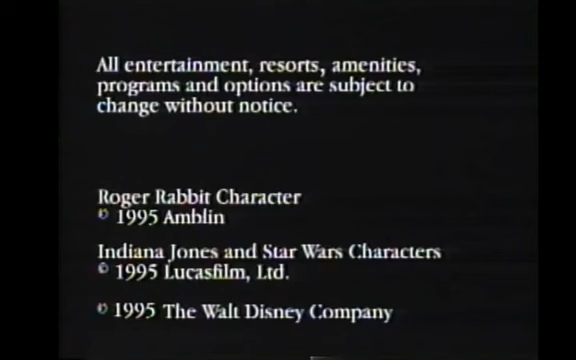 All entertainment, resorts, amenities,
programs and options are subject to
change without notice.
Roger Rabbit Character
© 1995 Amblin
Indiana Jones and Star Wars Characters
© 1995 Lucasfilm, Ltd.
© 1995 The Walt Disney Company